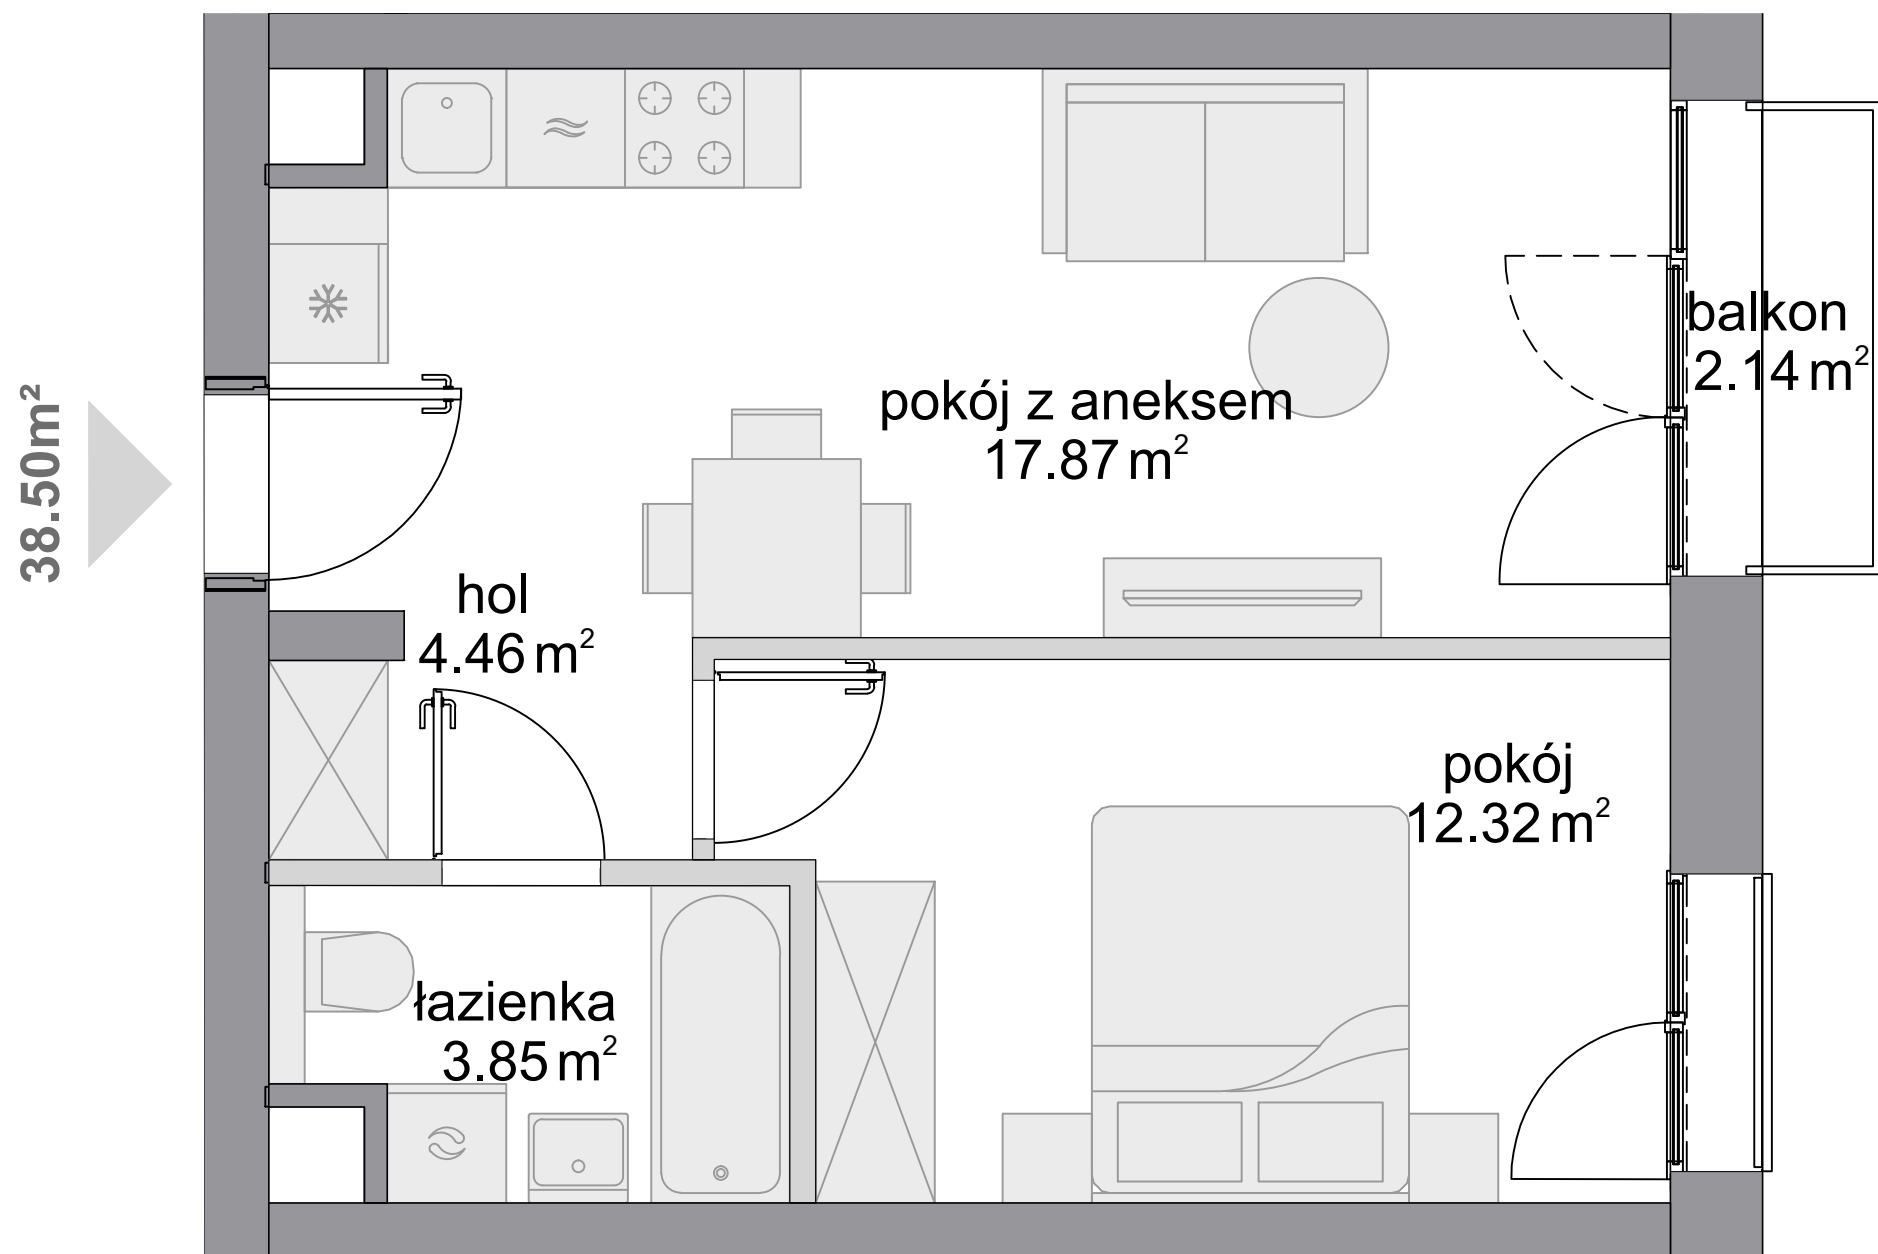 38.50m²
pokój z aneksem
17.87 m²
balkon
2.14 m²
hol
4.46 m²
pokój
12.32 m²
łazienka
3.85 m²